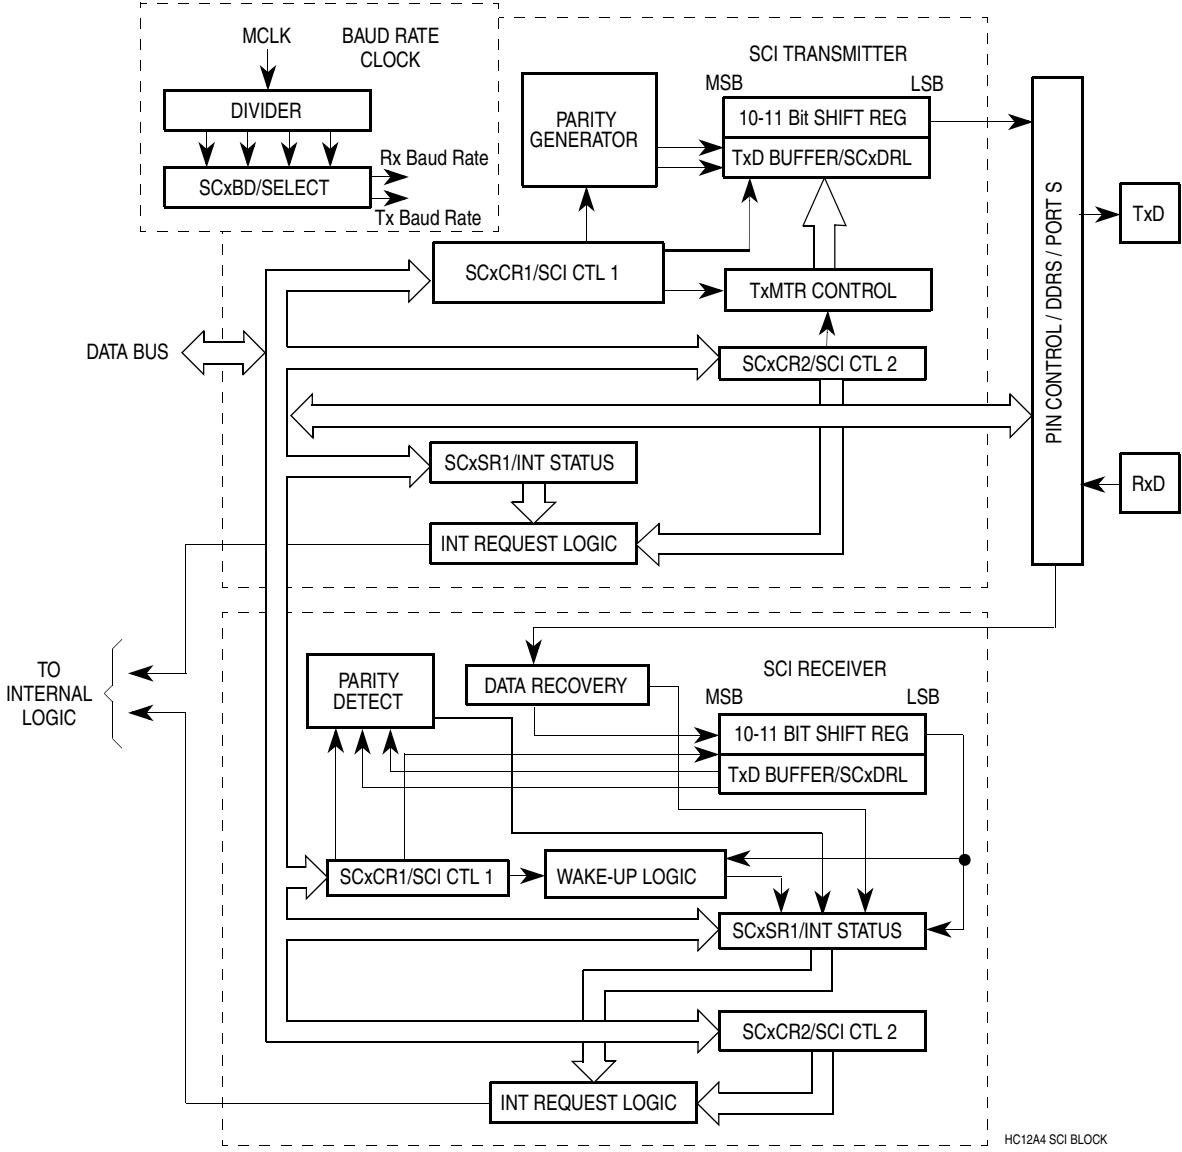 MCLK
BAUD RATE
CLOCK
DIVIDER
SCxBD/SELECT
Rx Baud Rate
Tx Baud Rate
SCI TRANSMITTER
MSB
LSB
PARITY
GENERATOR
10-11 Bit SHIFT REG
TxD BUFFER/SCxDRL
SCxCR1/SCI CTL 1
TxMTR CONTROL
DATA BUS
SCxCR2/SCI CTL 2
SCxSR1/INT STATUS
INT REQUEST LOGIC
PIN CONTROL / DDRS / PORT S
TxD
RxD
TO
INTERNAL
LOGIC
SCI RECEIVER
PARITY
DETECT
DATA RECOVERY
MSB
LSB
10-11 BIT SHIFT REG
TxD BUFFER/SCxDRL
SCxCR1/SCI CTL 1
WAKE-UP LOGIC
SCxSR1/INT STATUS
SCxCR2/SCI CTL 2
INT REQUEST LOGIC
HC12A4 SCI BLOCK